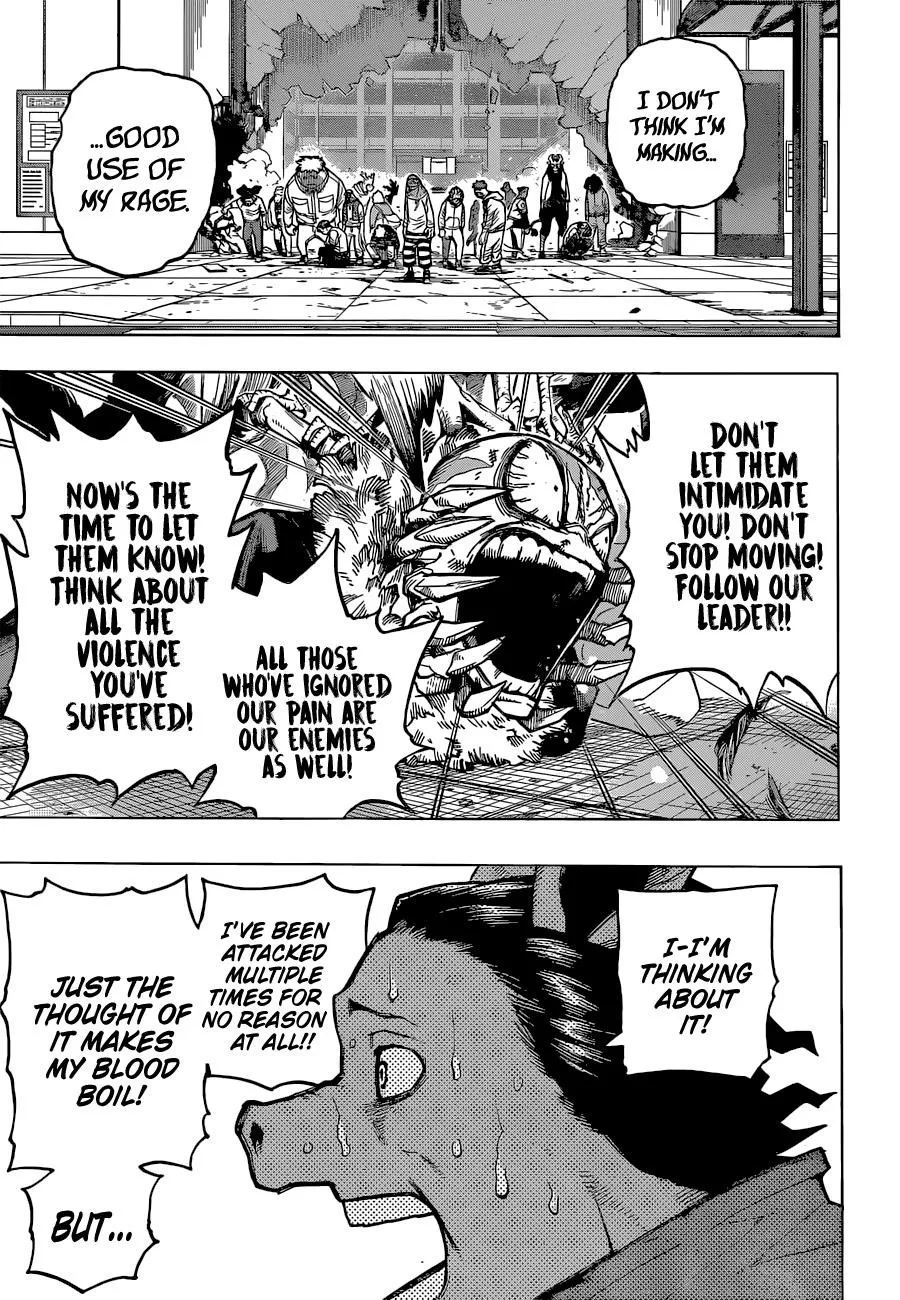 I DON'T
THINK I'M
MAKING...
...GOOD
USE OF
MY RAGE.
DON'T
LET THEM
INTIMIDATE
YOU! DON'T
STOP MOVING!
FOLLOW OUR
LEADER!!
ALL THOSE
WHO'VE IGNORED
OUR PAIN ARE
OUR ENEMIES
AS WELL!
NOW'S THE
TIME TO LET
THEM KNOW!
THINK ABOUT
ALL THE
VIOLENCE
YOU'VE
SUFFERED!
I-I'M
THINKING
ABOUT
IT!
I'VE BEEN
ATTACKED
MULTIPLE
TIMES FOR
NO REASON
AT ALL!!
JUST THE
THOUGHT OF
IT MAKES
MY BLOOD
BOIL!
BUT...